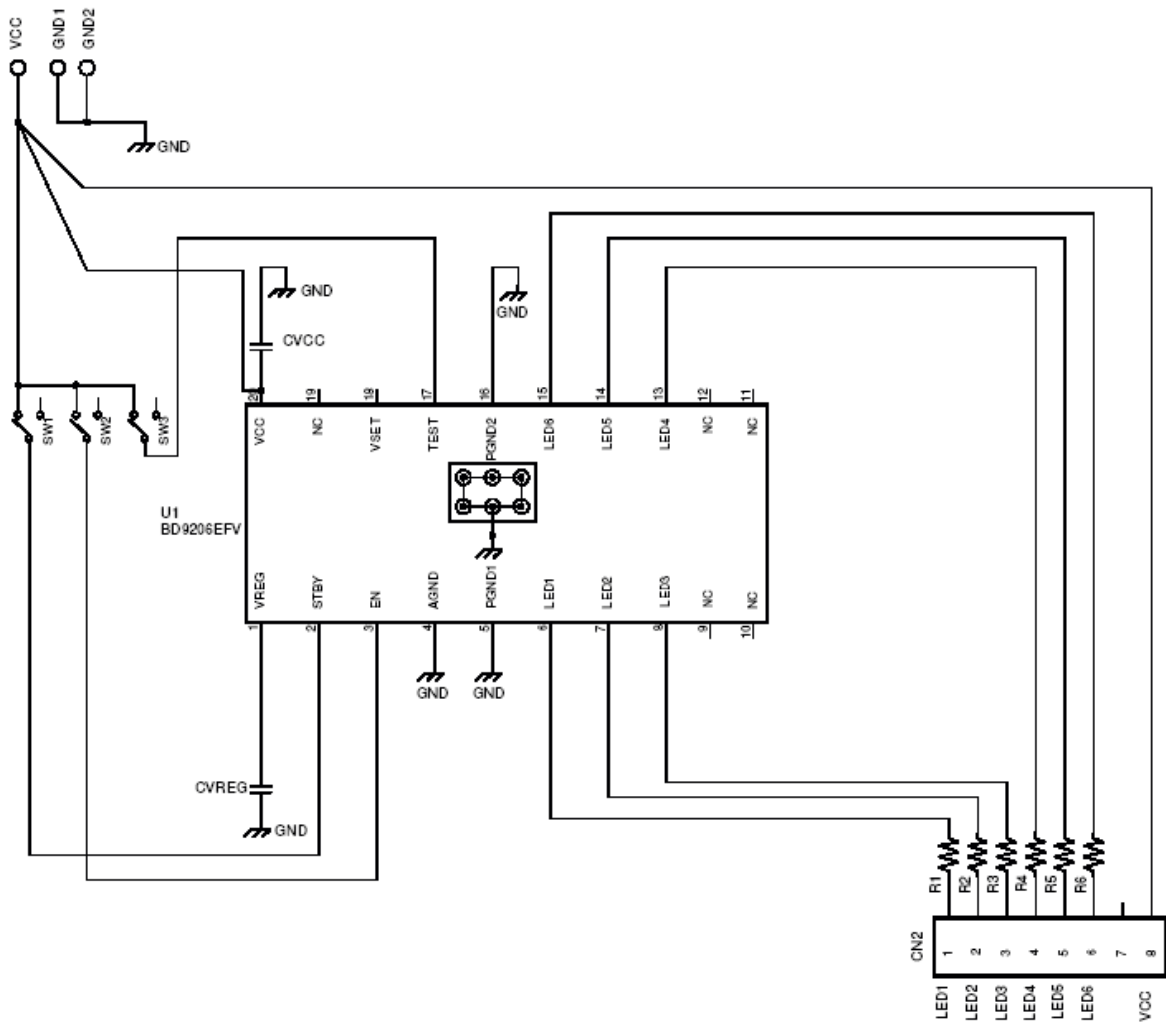 VCC
GND1
GND2
GND
GND
GND
CVCC
20
19
18
17
16
15
14
13
12
11
SW1
SW2
SW3
VCC
NC
VSET
TEST
PGND2
LED6
LED5
LED4
NC
NC
U1
BD9206EFV
VREG
STBY
EN
AGND
PGND1
LED1
LED2
LED3
NC
NC
1
2
3
4
5
6
7
8
9
10
GND
GND
CVREG
GND
R1
R2
R3
R4
R5
R6
CN2
1
2
3
4
5
6
7
8
LED1
LED2
LED3
LED4
LED5
LED6
VCC